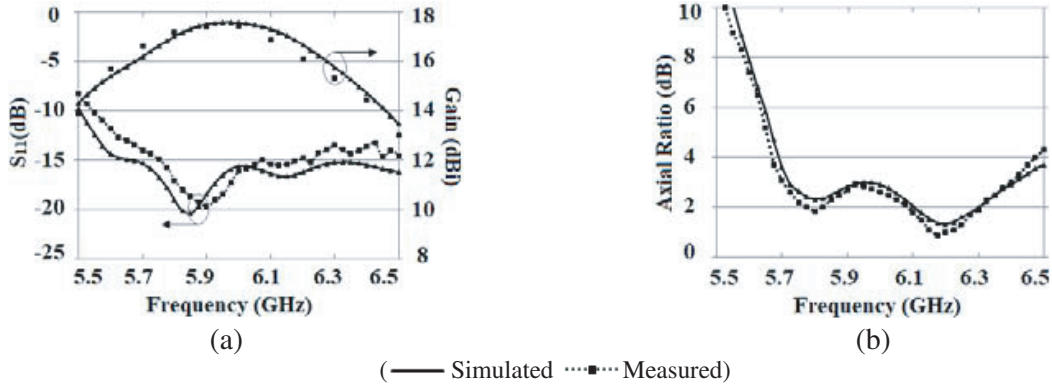 0
-5
-10
-15
-20
-25
S11(dB)
18
16
14
12
10
8
Gain (dBi)
5.5 5.7 5.9 6.1 6.3 6.5
Frequency (GHz)
(a)
10
8
6
4
2
0
Axial Ratio (dB)
5.5 5.7 5.9 6.1 6.3 6.5
Frequency (GHz)
(b)
( Simulated Measured)